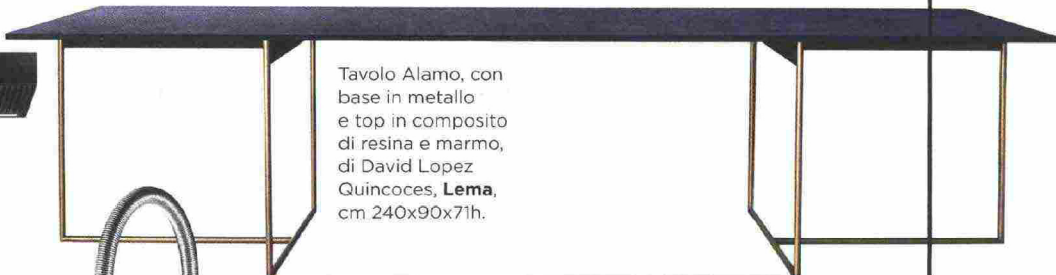 Tavolo Alamo, con
base in metallo
e top in composito
di resina e marmo,
di David Lopez
Quincoces, Lema,
cm 240x90x71h.